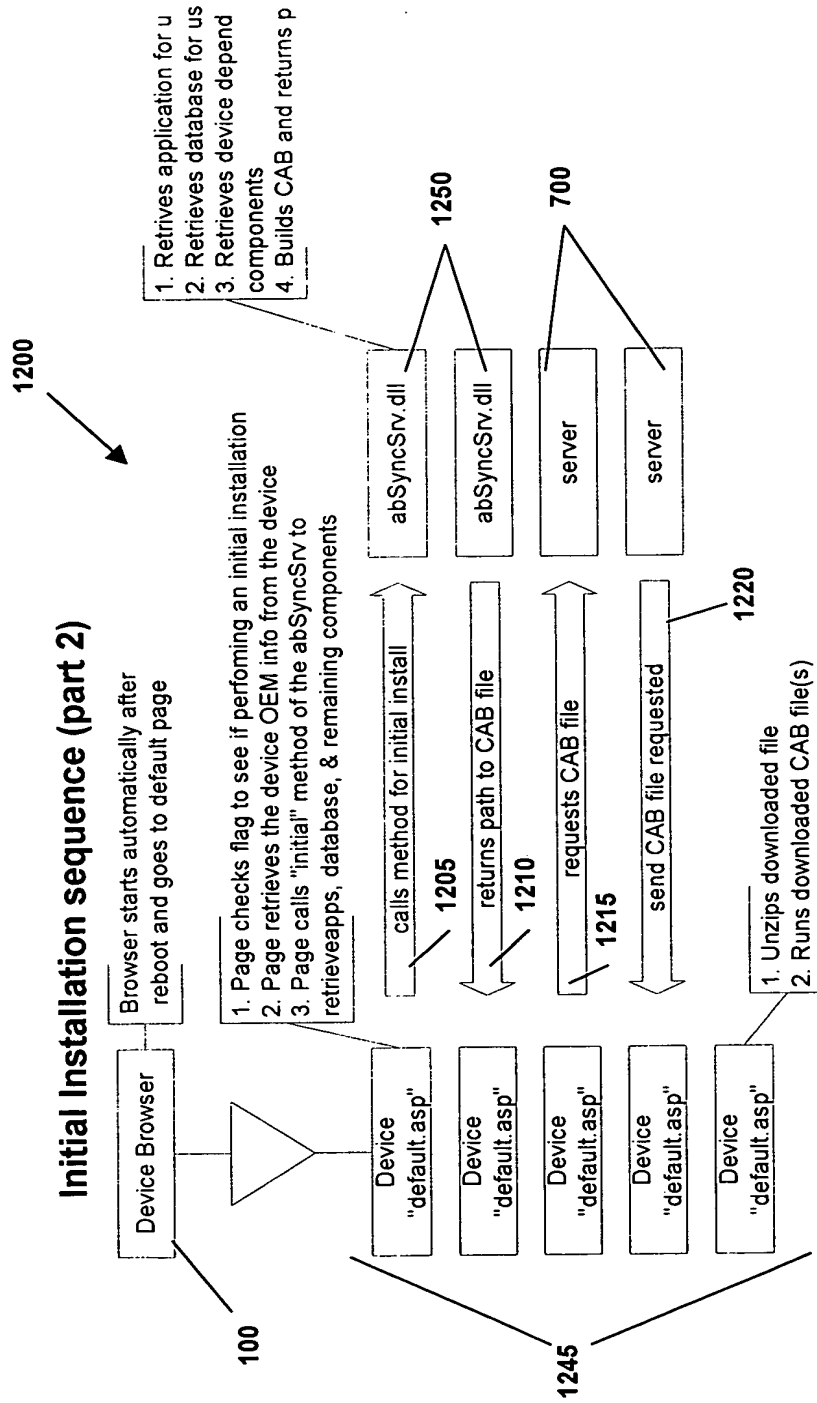 1200
Initial Installation sequence (part 2)
Device Browser
Browser starts automatically after
reboot and goes to default page
100
1. Page checks flag to see if perfoming an initial installation
2. Page retrieves the device OEM info from the device
3. Page calls "initial" method of the abSyncSrv to
retrieveapps, database, & remaining components
1. Retrives application for u
2. Retrieves database for us
3. Retrieves device depend
components
4. Builds CAB and returns p
Device
"default.asp"
calls method for initial install
abSyncSrv.dll
1205
1250
Device
"default.asp"
returns path to CAB file
abSyncSrv.dll
1210
Device
"default.asp"
requests CAB file
server
1215
700
Device
"default.asp"
send CAB file requested
server
1220
Device
"default.asp"
1. Unzips downloaded file
2. Runs downloaded CAB file(s)
1245